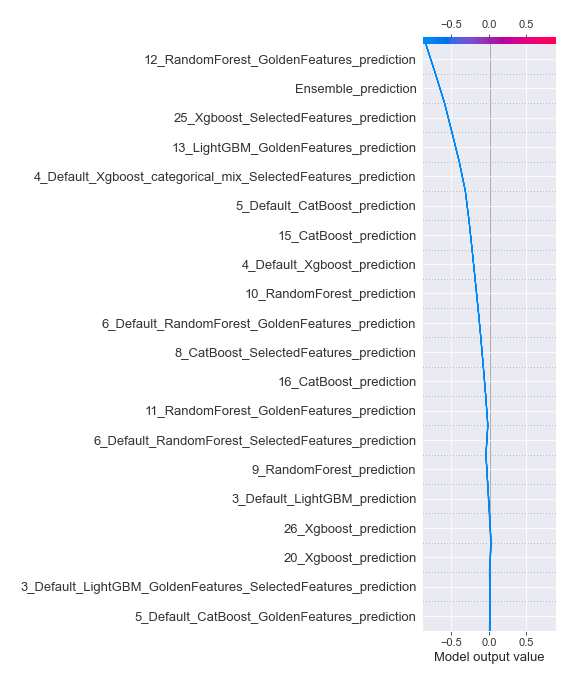 −0.5 0.0 0.5
12_RandomForest_GoldenFeatures_prediction
Ensemble_prediction
25_Xgboost_SelectedFeatures_prediction
13_LightGBM_GoldenFeatures_prediction
4_Default_Xgboost_categorical_mix_SelectedFeatures_prediction
5_Default_CatBoost_prediction
15_CatBoost_prediction
4_Default_Xgboost_prediction
10_RandomForest_prediction
6_Default_RandomForest_GoldenFeatures_prediction
8_CatBoost_SelectedFeatures_prediction
16_CatBoost_prediction
11_RandomForest_GoldenFeatures_prediction
6_Default_RandomForest_SelectedFeatures_prediction
9_RandomForest_prediction
3_Default_LightGBM_prediction
26_Xgboost_prediction
20_Xgboost_prediction
3_Default_LightGBM_GoldenFeatures_SelectedFeatures_prediction
5_Default_CatBoost_GoldenFeatures_prediction
−0.5 0.0 0.5
Model output value